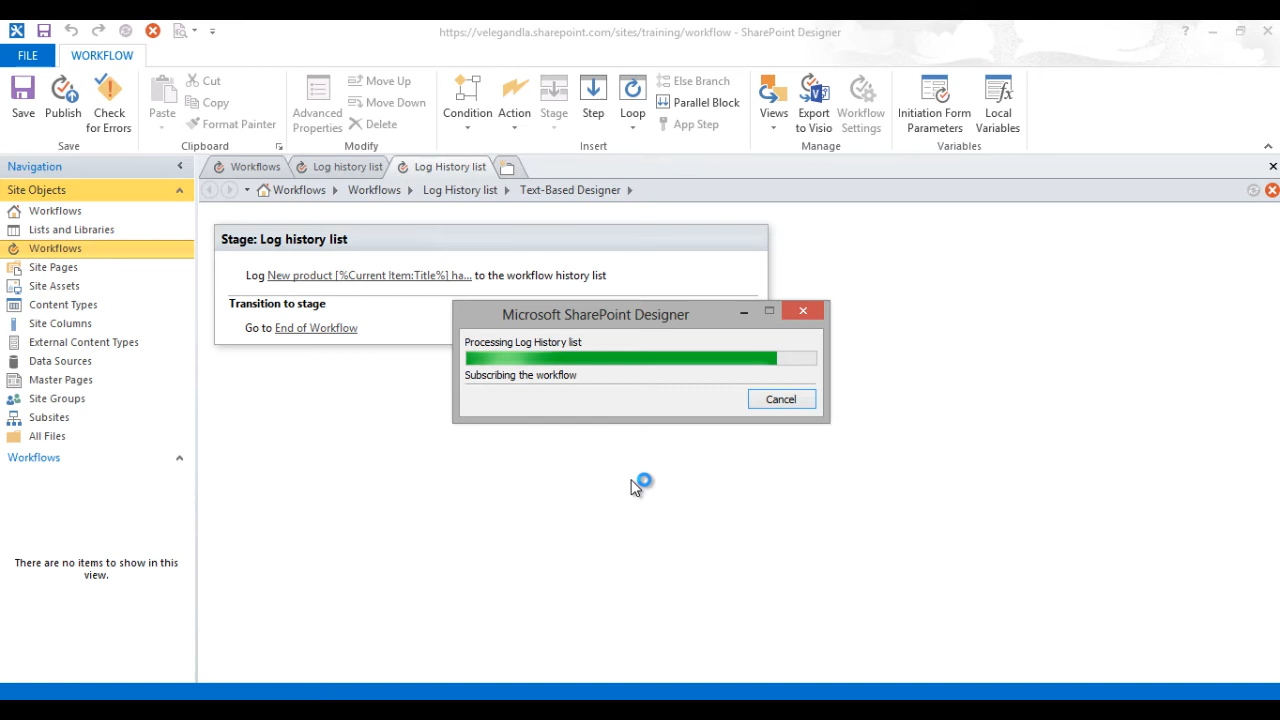 https://velegandla.sharepoint.com/sites/training/workflow - SharePoint Designer
FILE
WORKFLOW
Save
Publish
Check for Errors
Save
Paste
Cut
Copy
Format Painter
Clipboard
Advanced Properties
Move Up
Move Down
Delete
Modify
Condition
Action
Stage
Step
Loop
Else Branch
Parallel Block
App Step
Insert
Views
Export to Visio
Workflow Settings
Manage
Initiation Form Parameters
Local Variables
Variables
Navigation
Site Objects
Workflows
Lists and Libraries
Workflows
Site Pages
Site Assets
Content Types
Site Columns
External Content Types
Data Sources
Master Pages
Site Groups
Subsites
All Files
Workflows
There are no items to show in this
view.
Workflows
Log history list
Log History list
Workflows
Workflows
Log History list
Text-Based Designer
Stage: Log history list
Log New product [%Current Item:Title%] ha... to the workflow history list
Transition to stage
Go to End of Workflow
Microsoft SharePoint Designer
Processing Log History list
Subscribing the workflow
Cancel